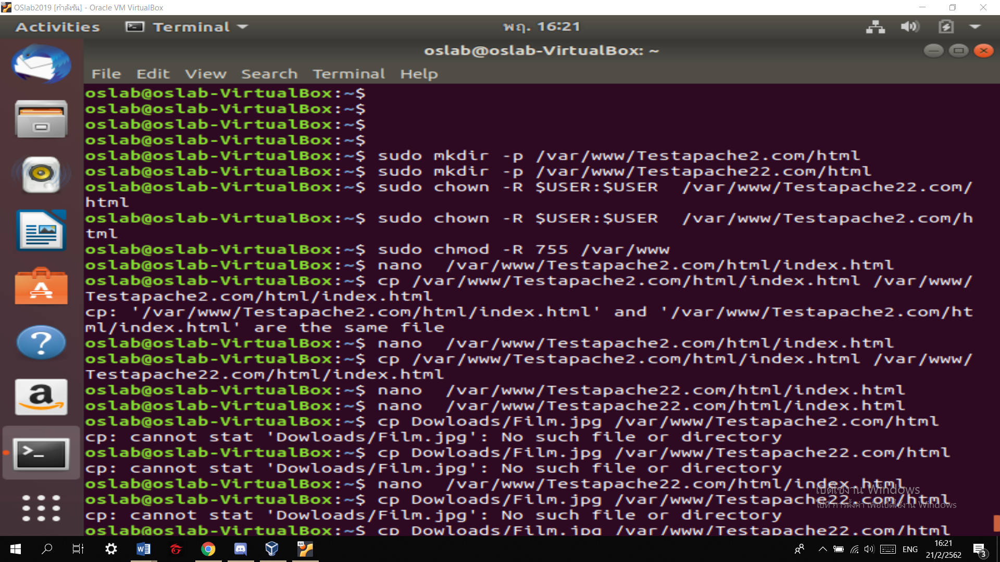 OSlab2019 [กำลังรัน] - Oracle VM VirtualBox
Activities Terminal พฤ. 16:21
oslab@oslab-VirtualBox: ~
File Edit View Search Terminal Help
oslab@oslab-VirtualBox:~$
oslab@oslab-VirtualBox:~$
oslab@oslab-VirtualBox:~$
oslab@oslab-VirtualBox:~$
oslab@oslab-VirtualBox:~$ sudo mkdir -p /var/www/Testapache2.com/html
oslab@oslab-VirtualBox:~$ sudo mkdir -p /var/www/Testapache22.com/html
oslab@oslab-VirtualBox:~$ sudo chown -R $USER:$USER  /var/www/Testapache22.com/
html
oslab@oslab-VirtualBox:~$ sudo chown -R $USER:$USER  /var/www/Testapache2.com/h
tml
oslab@oslab-VirtualBox:~$ sudo chmod -R 755 /var/www
oslab@oslab-VirtualBox:~$ nano  /var/www/Testapache2.com/html/index.html
oslab@oslab-VirtualBox:~$ cp /var/www/Testapache2.com/html/index.html /var/www/
Testapache2.com/html/index.html
cp: '/var/www/Testapache2.com/html/index.html' and '/var/www/Testapache2.com/ht
ml/index.html' are the same file
oslab@oslab-VirtualBox:~$ nano  /var/www/Testapache2.com/html/index.html
oslab@oslab-VirtualBox:~$ cp /var/www/Testapache2.com/html/index.html /var/www/
Testapache22.com/html/index.html
oslab@oslab-VirtualBox:~$ nano  /var/www/Testapache22.com/html/index.html
oslab@oslab-VirtualBox:~$ nano  /var/www/Testapache22.com/html/index.html
oslab@oslab-VirtualBox:~$ cp Dowloads/Film.jpg /var/www/Testapache2.com/html
cp: cannot stat 'Dowloads/Film.jpg': No such file or directory
oslab@oslab-VirtualBox:~$ cp Dowloads/Film.jpg /var/www/Testapache22.com/html
cp: cannot stat 'Dowloads/Film.jpg': No such file or directory
oslab@oslab-VirtualBox:~$ nano  /var/www/Testapache22.com/html/index.html
oslab@oslab-VirtualBox:~$ cp Dowloads/Film.jpg /var/www/Testapache22.com/html
cp: cannot stat 'Dowloads/Film.jpg': No such file or directory
oslab@oslab-VirtualBox:~$ cp Dowloads/Film.jpg /var/www/Testapache22.com/html
เปิดใช้งาน Windows
ไปที่ การตั้งค่า เพื่อเปิดใช้งาน Windows
ENG
16:21
21/2/2562
3